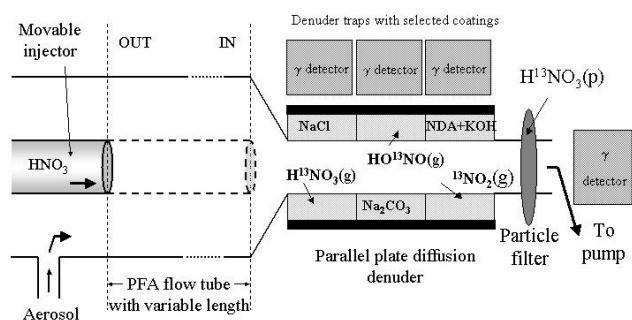 Denuder traps with selected coatings
Movable
injector
OUT
IN
γ detector
γ detector
γ detector
H¹³NO₃(p)
NaCl
NDA+KOH
HNO₃
HO¹³NO(g)
γ
detector
H¹³NO₃(g)
¹³NO₂(g)
Na₂CO₃
To
pump
Particle
filter
Parallel plate diffusion
denuder
PFA flow tube
with variable length
Aerosol